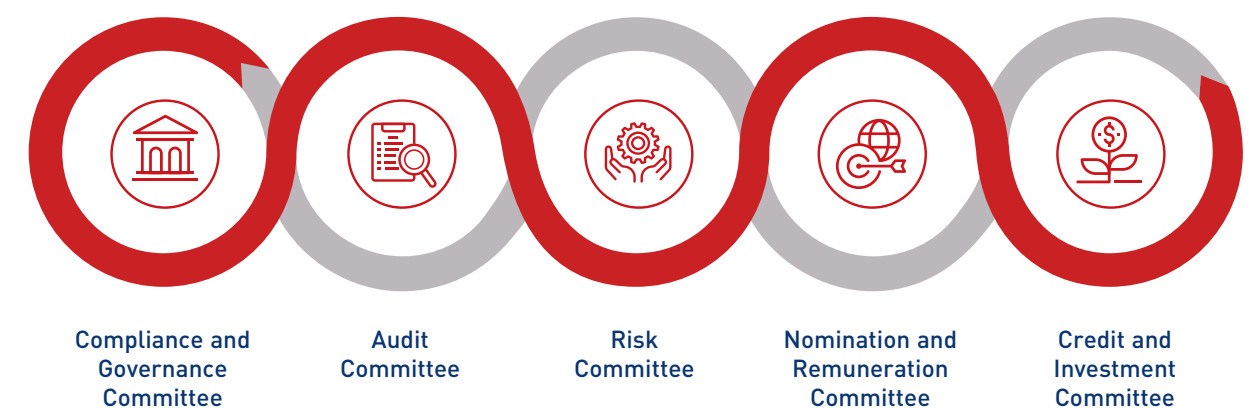 Compliance and
Governance
Committee
Audit
Committee
Risk
Committee
Nomination and
Remuneration
Committee
Credit and
Investment
Committee
$